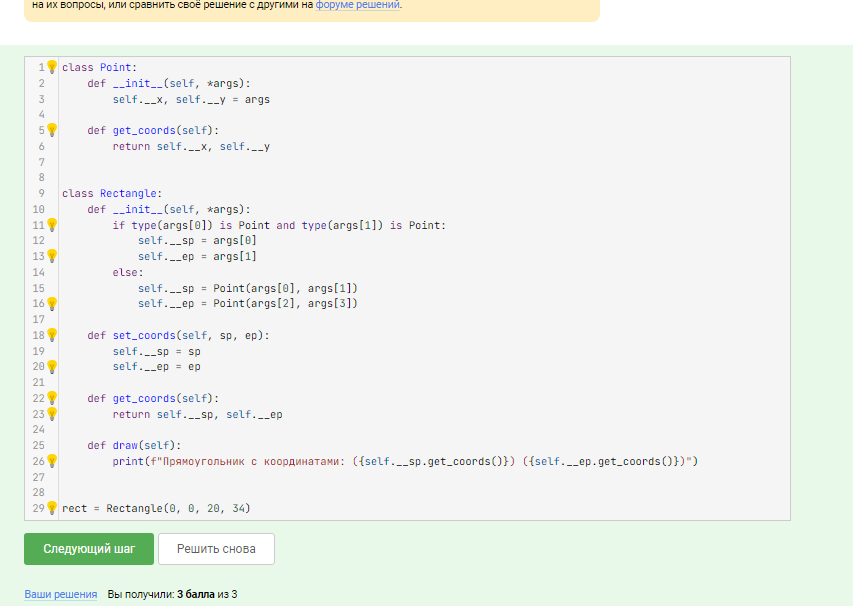 на их вопросы, или сравнить своё решение с другими на форуме решений.
1 class Point:
2     def __init__(self, *args):
3         self.__x, self.__y = args
4
5     def get_coords(self):
6         return self.__x, self.__y
7
8
9 class Rectangle:
10     def __init__(self, *args):
11         if type(args[0]) is Point and type(args[1]) is Point:
12             self.__sp = args[0]
13             self.__ep = args[1]
14         else:
15             self.__sp = Point(args[0], args[1])
16             self.__ep = Point(args[2], args[3])
17
18     def set_coords(self, sp, ep):
19         self.__sp = sp
20         self.__ep = ep
21
22     def get_coords(self):
23         return self.__sp, self.__ep
24
25     def draw(self):
26         print(f"Прямоугольник с координатами: ({self.__sp.get_coords()}) ({self.__ep.get_coords()})")
27
28
29 rect = Rectangle(0, 0, 20, 34)
Следующий шаг Решить снова
Ваши решения Вы получили: 3 балла из 3